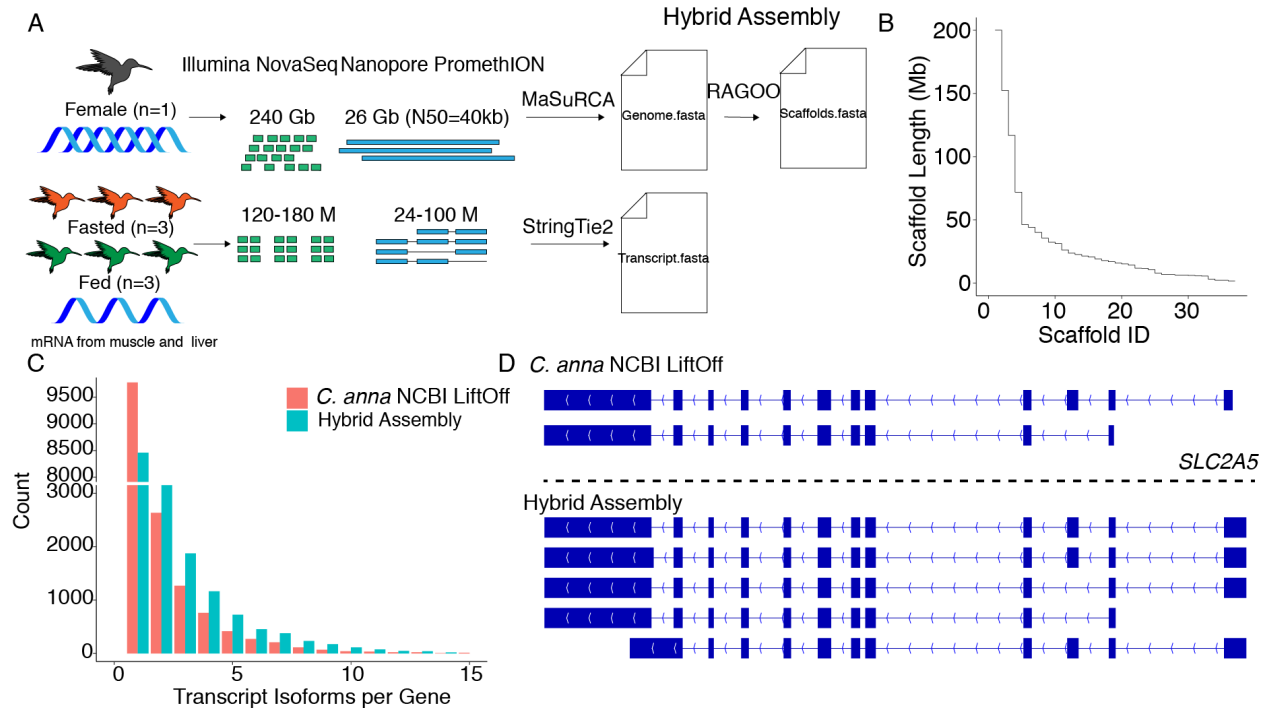 A
Hybrid Assembly
Illumina NovaSeq Nanopore PromethION
Female (n=1)
240 Gb
26 Gb (N50=40kb)
MaSuRCA
Genome.fasta
RAGOO
Scaffolds.fasta
Fasted (n=3)
Fed (n=3)
mRNA from muscle and liver
120-180 M
24-100 M
StringTie2
Transcript.fasta
B
Scaffold Length (Mb)
200
150
100
50
0
0 10 20 30
Scaffold ID
C
C. anna NCBI LiftOff
Hybrid Assembly
Count
9500
9000
8500
8000
3000
2000
1000
0
0 5 10 15
Transcript Isoforms per Gene
D
C. anna NCBI LiftOff
SLC2A5
Hybrid Assembly